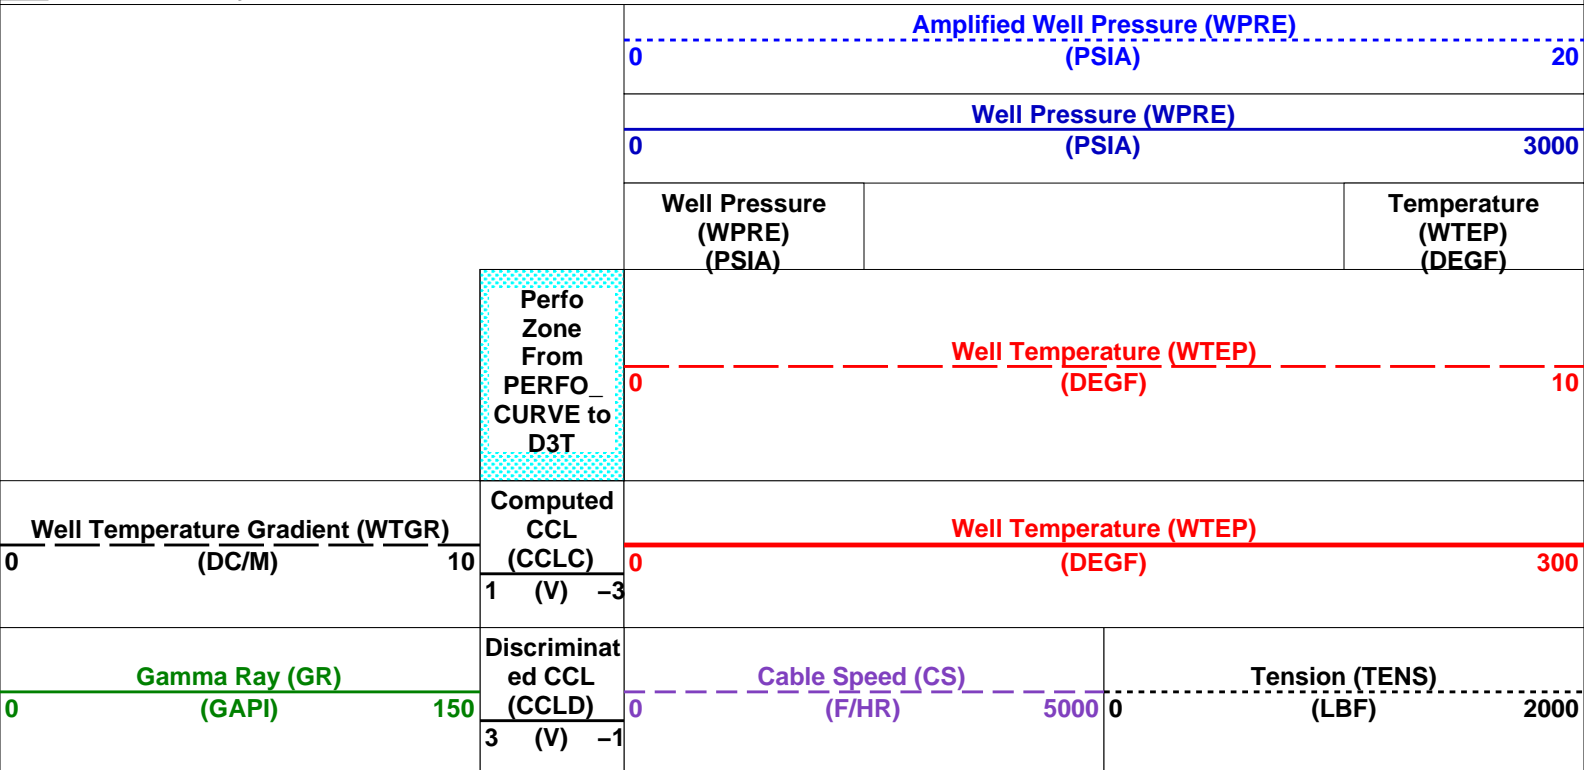 Amplified Well Pressure (WPRE)
0 (PSIA) 20
Well Pressure (WPRE)
0 (PSIA) 3000
Well Pressure
(WPRE)
(PSIA)
Temperature
(WTEP)
(DEGF)
Perfo
Zone
From
PERFO_
CURVE to
D3T
Well Temperature (WTEP)
0 (DEGF) 10
Well Temperature Gradient (WTGR)
0 (DC/M) 10
Computed
CCL
(CCLC)
1 (V) −3
Well Temperature (WTEP)
0 (DEGF) 300
Gamma Ray (GR)
0 (GAPI) 150
Discriminat
ed CCL
(CCLD)
3 (V) −1
Cable Speed (CS)
0 (F/HR) 5000
Tension (TENS)
0 (LBF) 2000